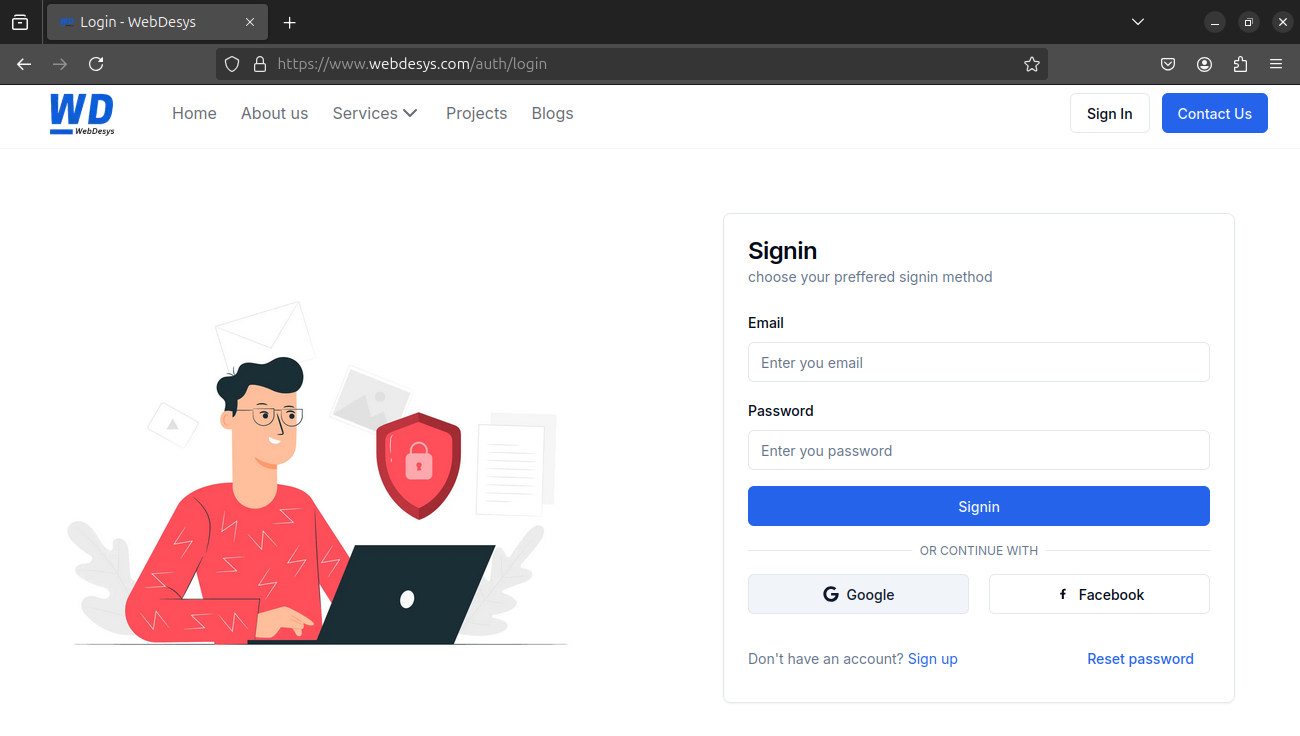 Login - WebDesys
https://www.webdesys.com/auth/login
WD
WebDesys
Home About us Services Projects Blogs Sign In Contact Us
Signin
choose your preffered signin method
Email
Enter you email
Password
Enter you password
Signin
OR CONTINUE WITH
Google Facebook
Don't have an account? Sign up Reset password